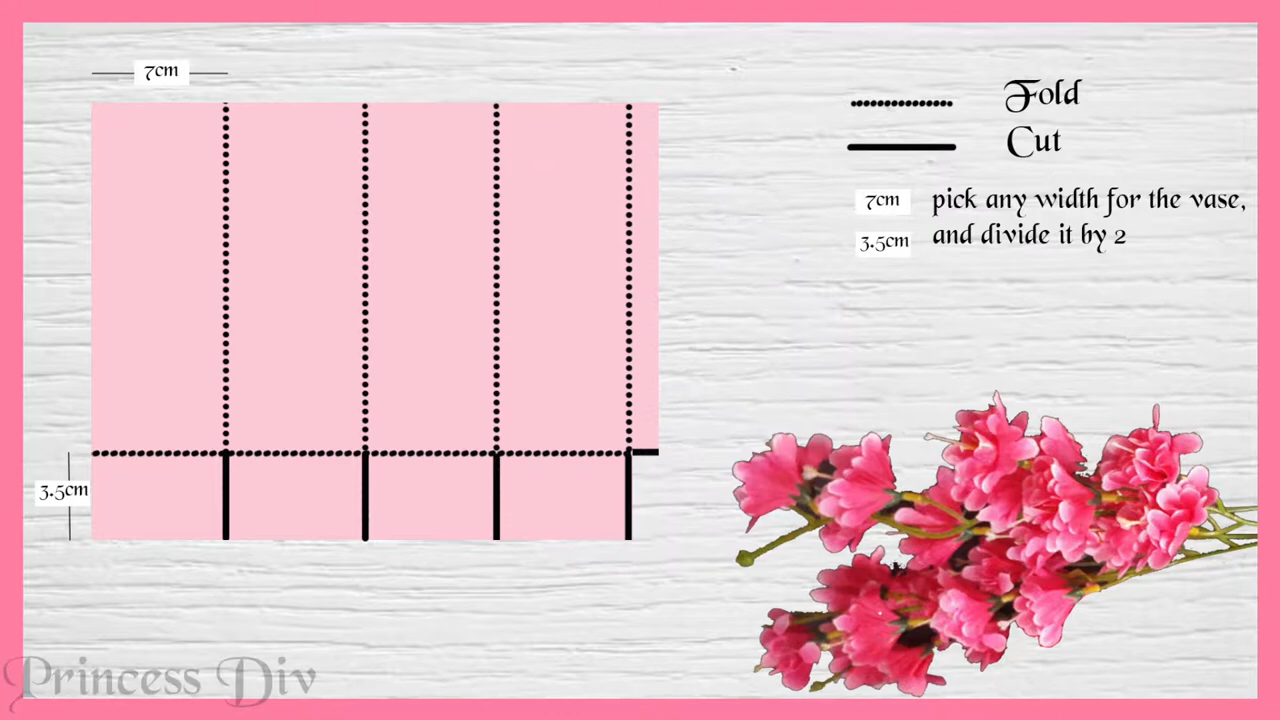 7cm
Fold
Cut
7cm pick any width for the vase,
3.5cm and divide it by 2
3.5cm
Princess Div